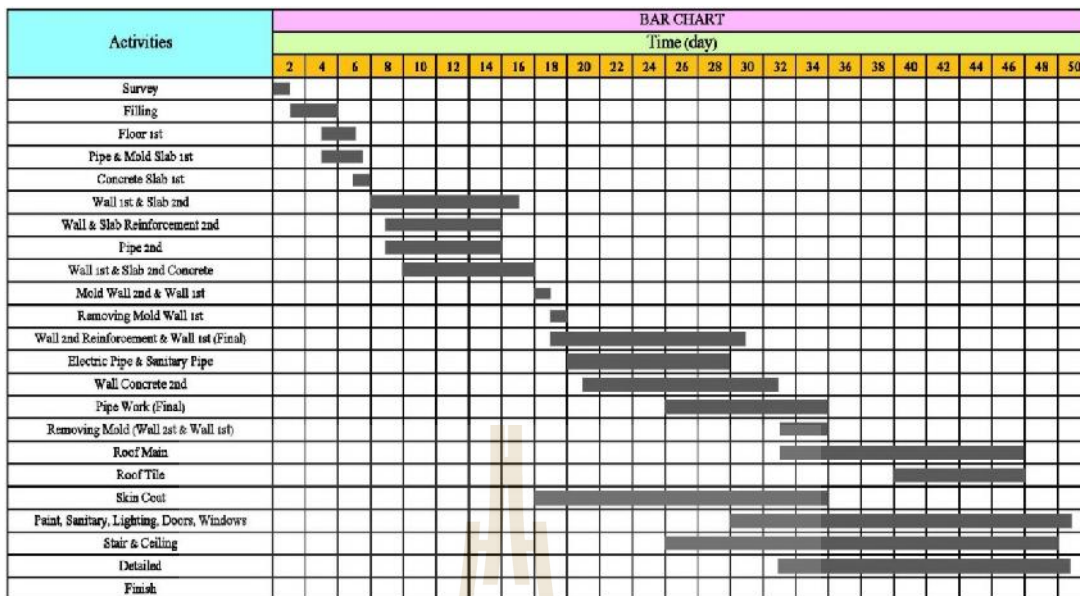 Activities
BAR CHART
Time (day)
2 4 6 8 10 12 14 16 18 20 22 24 26 28 30 32 34 36 38 40 42 44 46 48 50
Survey
Filling
Floor 1st
Pipe & Mold Slab 1st
Concrete Slab 1st
Wall 1st & Slab 2nd
Wall & Slab Reinforcement 2nd
Pipe 2nd
Wall 1st & Slab 2nd Concrete
Mold Wall 2nd & Wall 1st
Removing Mold Wall 1st
Wall 2nd Reinforcement & Wall 1st (Final)
Electric Pipe & Sanitary Pipe
Wall Concrete 2nd
Pipe Work (Final)
Removing Mold (Wall 2st & Wall 1st)
Roof Main
Roof Tile
Skin Coat
Paint, Sanitary, Lighting, Doors, Windows
Stair & Ceiling
Detailed
Finish